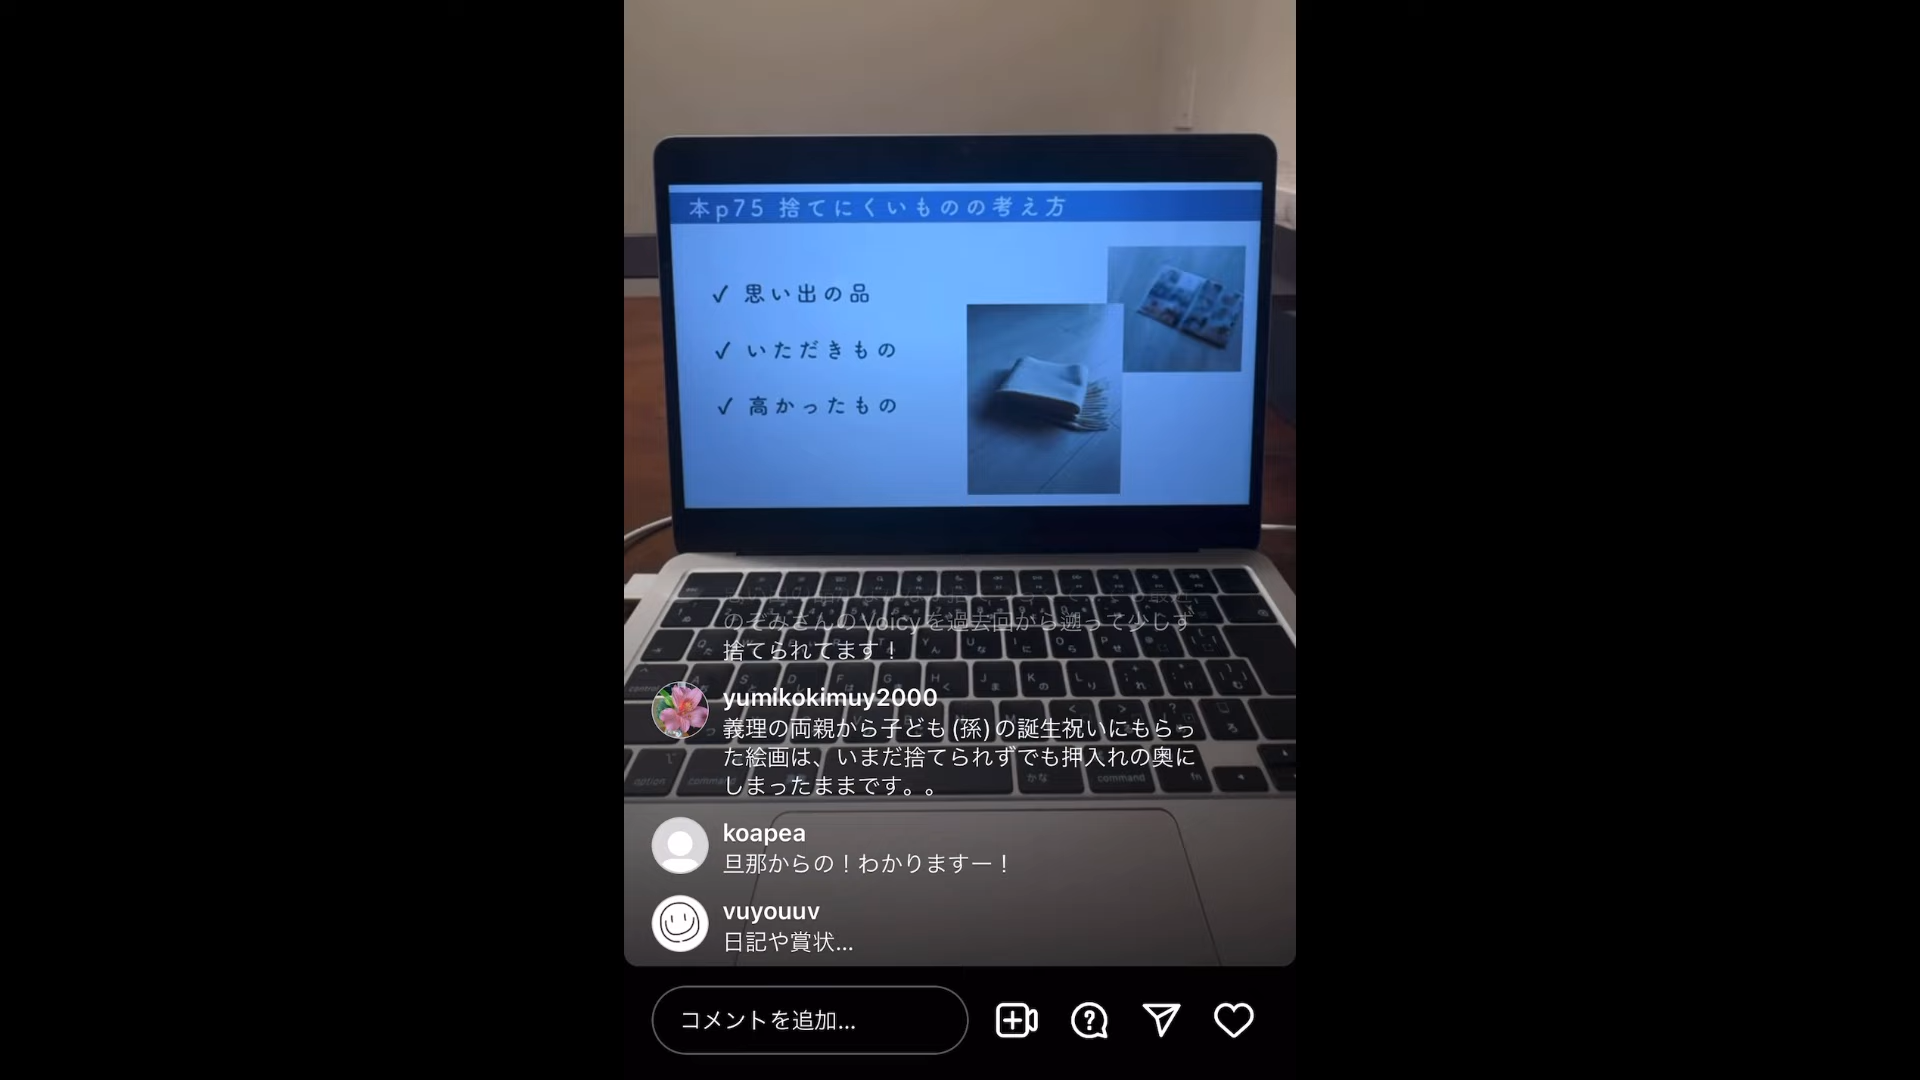 本p75 捨てにくいものの考え方
✓ 思い出の品
✓ いただきもの
✓ 高かったもの
のぞみさんのVoicyを過去回から遡って少しず
捨てられてます！
yumikokimuy2000
義理の両親から子ども(孫)の誕生祝いにもらっ
た絵画は、いまだ捨てられずでも押入れの奥に
しまったままです。。
koapea
旦那からの！わかりますー！
vuyouuv
日記や賞状...
コメントを追加...